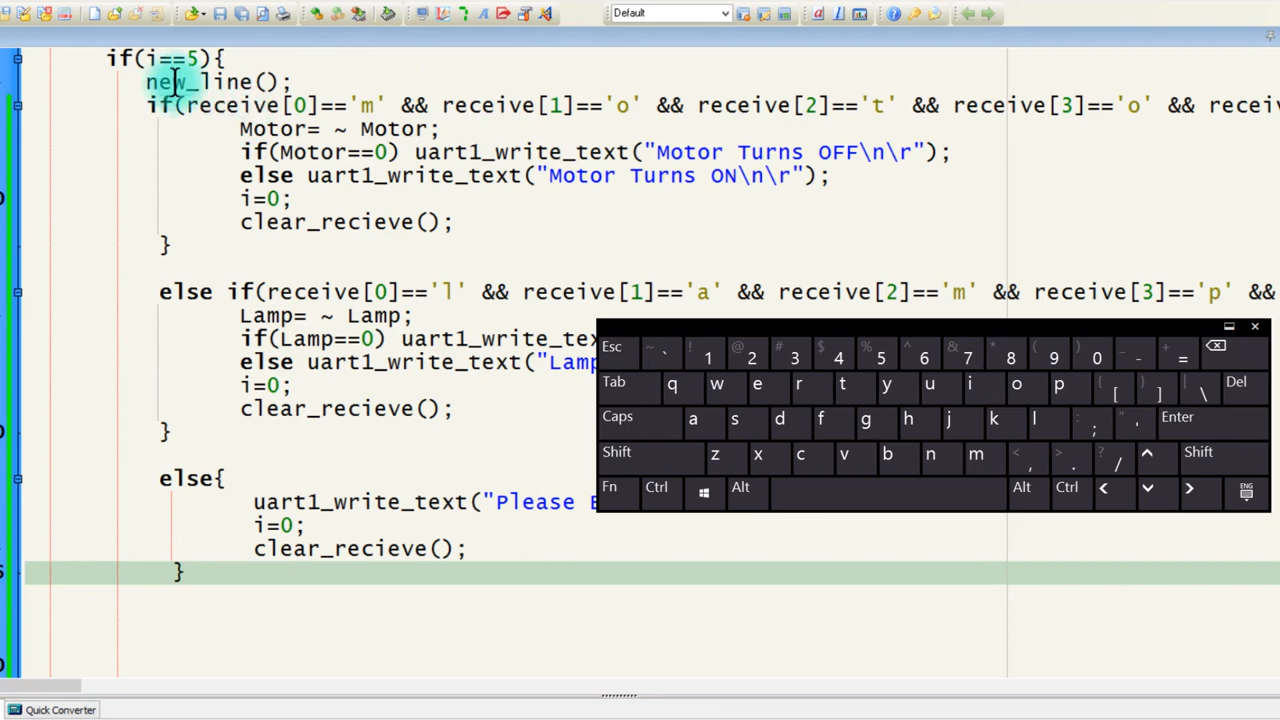 Default
if(i==5){
new_line();
if(receive[0]=='m' && receive[1]=='o' && receive[2]=='t' && receive[3]=='o' && receive
Motor= ~ Motor;
if(Motor==0) uart1_write_text("Motor Turns OFF\n\r");
else uart1_write_text("Motor Turns ON\n\r");
i=0;
clear_recieve();
}
else if(receive[0]=='l' && receive[1]=='a' && receive[2]=='m' && receive[3]=='p' &&
Lamp= ~ Lamp;
if(Lamp==0) uart1_write_tex
else uart1_write_text("Lamp
i=0;
clear_recieve();
}
else{
uart1_write_text("Please
i=0;
clear_recieve();
}
Esc ~ ` ! 1 @ 2 # 3 $ 4 % 5 ^ 6 & 7 * 8 ( 9 ) 0 _ - + =
Tab q w e r t y u i o p { [ } ] | \ Del
Caps a s d f g h j k l : ; " ' Enter
Shift z x c v b n m < , > . ? / Shift
Fn Ctrl Alt Alt Ctrl ENG
Quick Converter